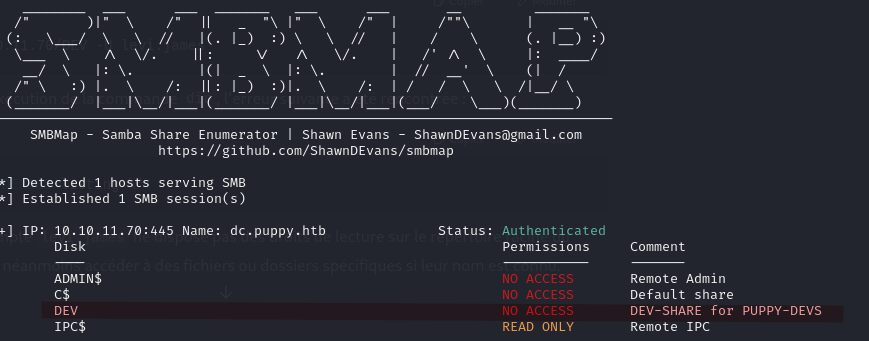 SMBMap - Samba Share Enumerator | Shawn Evans - ShawnDEvans@gmail.com
https://github.com/ShawnDEvans/smbmap
*] Detected 1 hosts serving SMB
*] Established 1 SMB session(s)
+] IP: 10.10.11.70:445 Name: dc.puppy.htb Status: Authenticated
Disk Permissions Comment
---- ----------- -------
ADMIN$ NO ACCESS Remote Admin
C$ NO ACCESS Default share
DEV NO ACCESS DEV-SHARE for PUPPY-DEVS
IPC$ READ ONLY Remote IPC